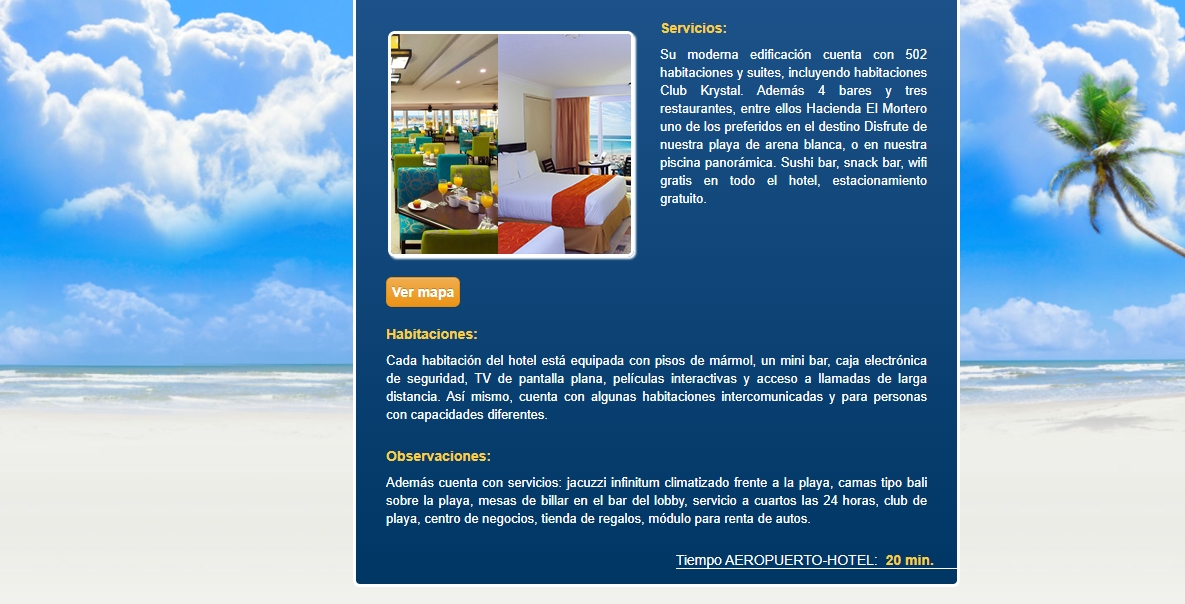 Servicios:
Su moderna edificación cuenta con 502
habitaciones y suites, incluyendo habitaciones
Club Krystal. Además 4 bares y tres
restaurantes, entre ellos Hacienda El Mortero
uno de los preferidos en el destino Disfrute de
nuestra playa de arena blanca, o en nuestra
piscina panorámica. Sushi bar, snack bar, wifi
gratis en todo el hotel, estacionamiento
gratuito.
Ver mapa
Habitaciones:
Cada habitación del hotel está equipada con pisos de mármol, un mini bar, caja electrónica
de seguridad, TV de pantalla plana, películas interactivas y acceso a llamadas de larga
distancia. Así mismo, cuenta con algunas habitaciones intercomunicadas y para personas
con capacidades diferentes.
Observaciones:
Además cuenta con servicios: jacuzzi infinitum climatizado frente a la playa, camas tipo bali
sobre la playa, mesas de billar en el bar del lobby, servicio a cuartos las 24 horas, club de
playa, centro de negocios, tienda de regalos, módulo para renta de autos.
Tiempo AEROPUERTO-HOTEL: 20 min.